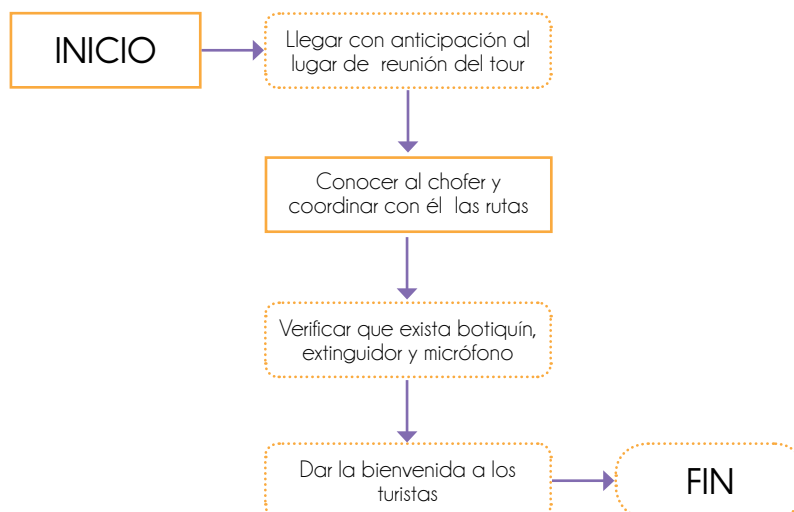 INICIO
Llegar con anticipación al
lugar de reunión del tour
Conocer al chofer y
coordinar con él las rutas
Verificar que exista botiquín,
extinguidor y micrófono
Dar la bienvenida a los
turistas
FIN